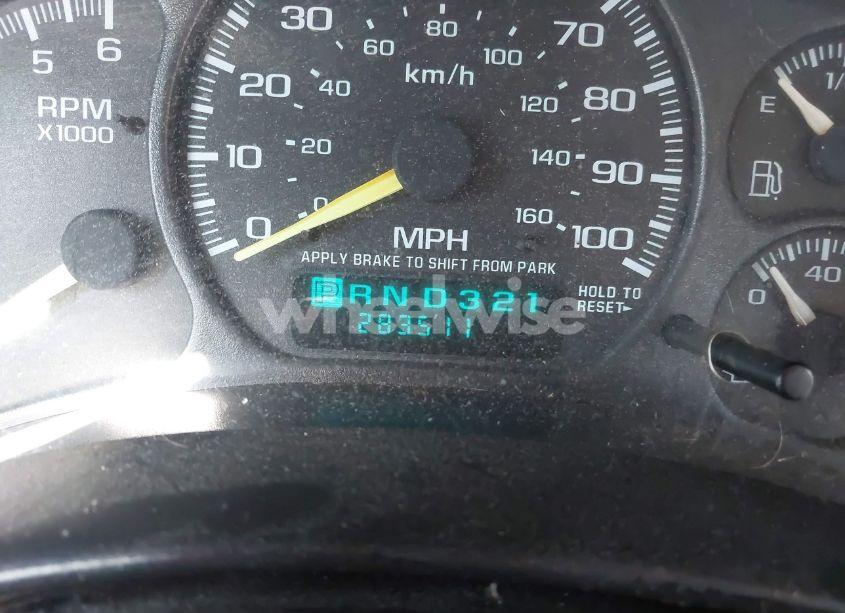 5 6
RPM
X1000
0 10 20 30 70 80 90 100
0 20 40 60 80 100 120 140 160
km/h
MPH
APPLY BRAKE TO SHIFT FROM PARK
P R N D 3 2 1
HOLD TO
RESET
wheelwise
E
0 40